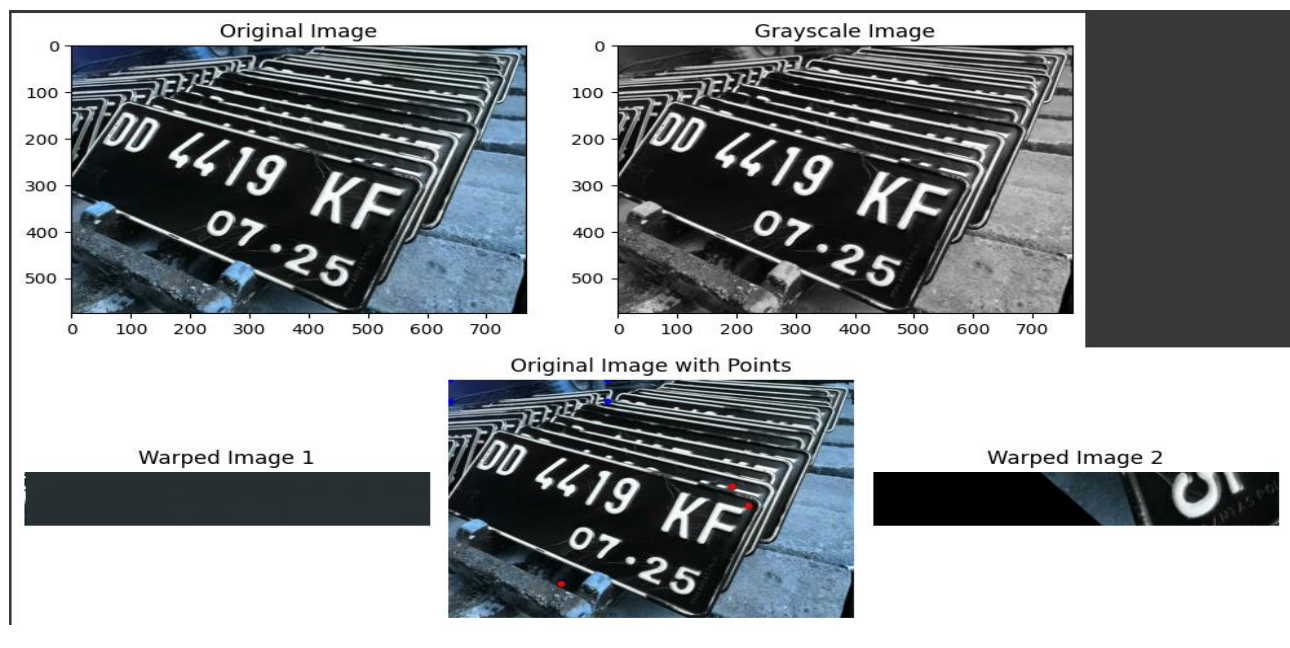 Original Image
Grayscale Image
0
100
200
300
400
500
0 100 200 300 400 500 600 700
DD 4419 KF
07·25
0
100
200
300
400
500
0 100 200 300 400 500 600 700
DD 4419 KF
07·25
Original Image with Points
Warped Image 1
DD 4419 KF
07·25
Warped Image 2